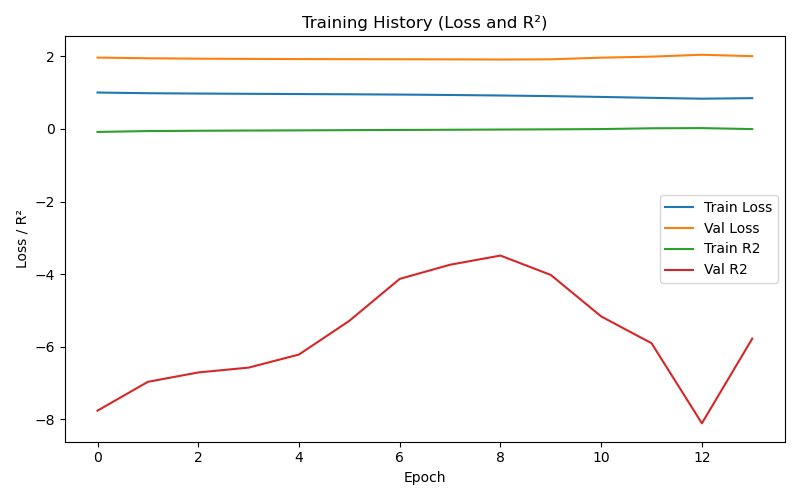 Training History (Loss and R²)
Loss / R²
2
0
−2
−4
−6
−8
Train Loss
Val Loss
Train R2
Val R2
0 2 4 6 8 10 12
Epoch